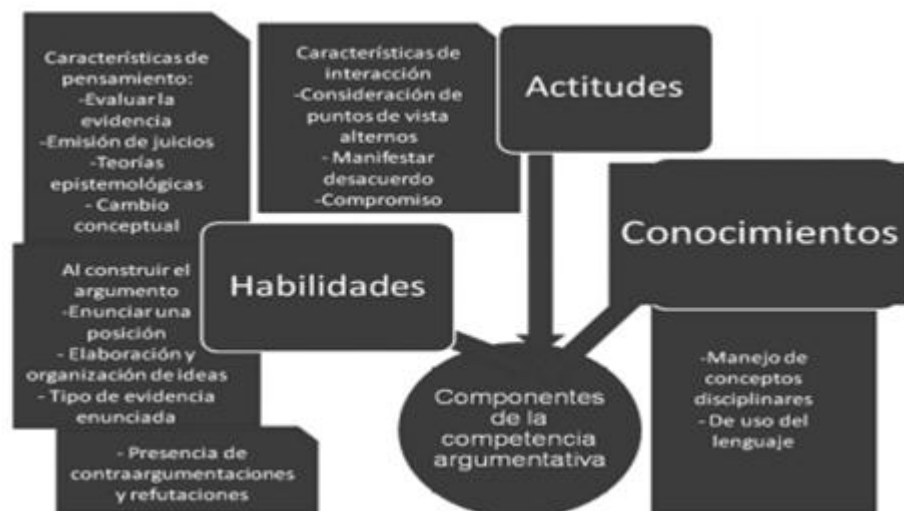 Características de
pensamiento:
-Evaluar la
evidencia
-Emisión de juicios
-Teorías
epistemológicas
- Cambio
conceptual
Características de
interacción
-Consideración de
puntos de vista
alternos
- Manifestar
desacuerdo
-Compromiso
Actitudes
Conocimientos
Habilidades
Al construir el
argumento
-Enunciar una
posición
- Elaboración y
organización de ideas
- Tipo de evidencia
enunciada
- Presencia de
contraargumentaciones
y refutaciones
Componentes
de la
competencia
argumentativa
-Manejo de
conceptos
disciplinares
- De uso del
lenguaje